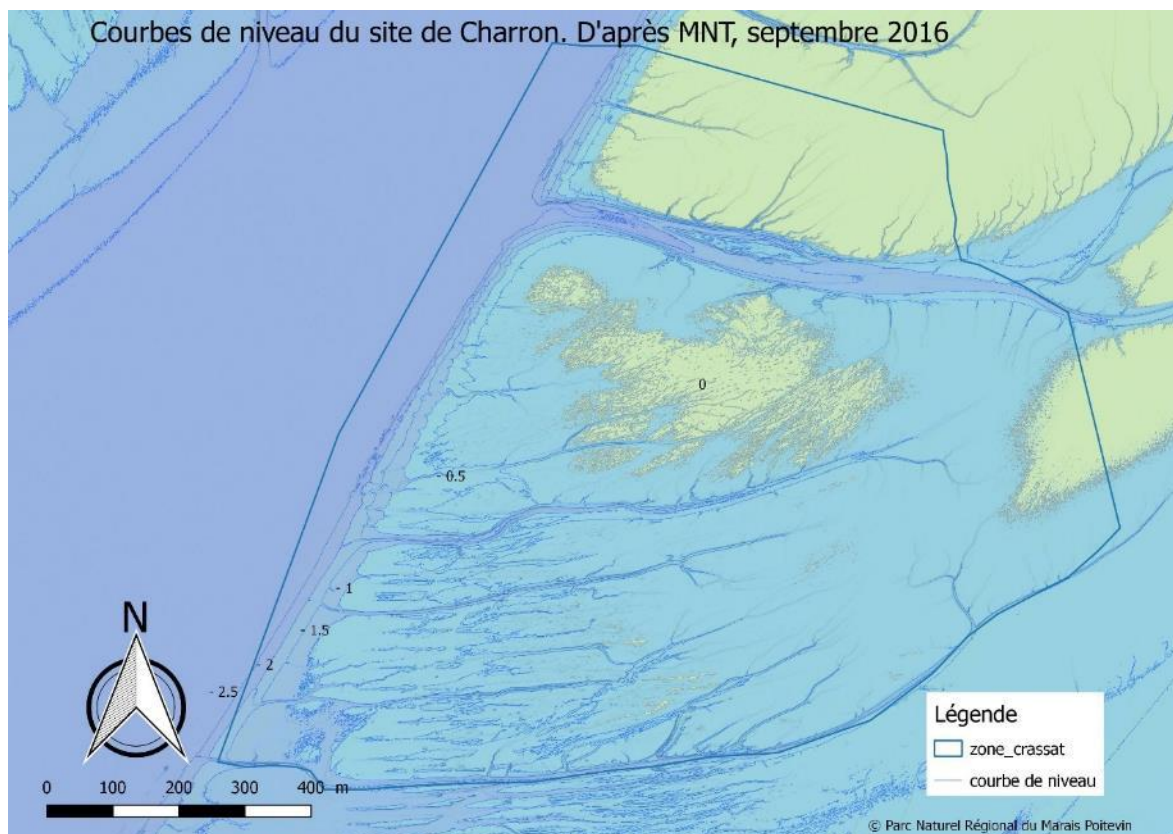 Courbes de niveau du site de Charron. D'après MNT, septembre 2016
0
- 0.5
- 1
- 1.5
- 2
- 2.5
N
0 100 200 300 400 m
Légende
zone_crassat
courbe de niveau
© Parc Naturel Régional du Marais Poitevin